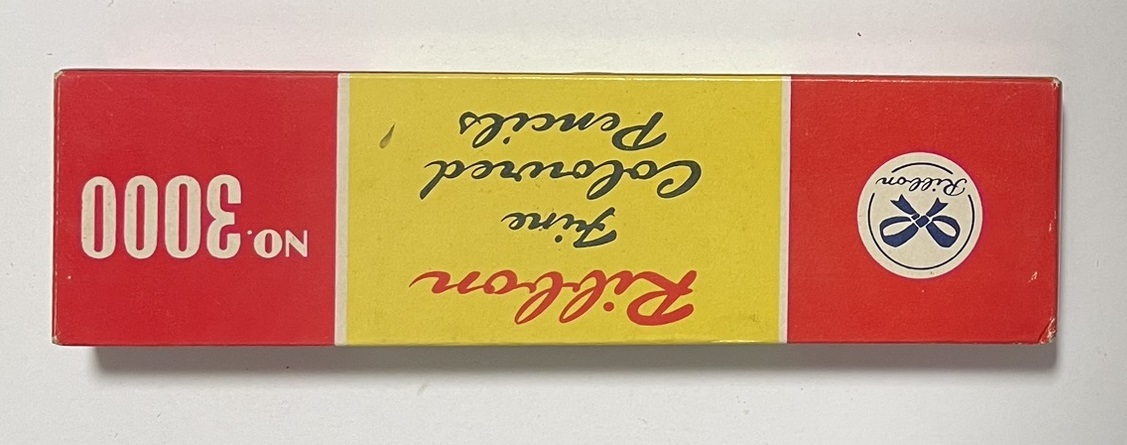 Ribbon
Ribbon
Fine
Coloured
Pencils
NO. 3000